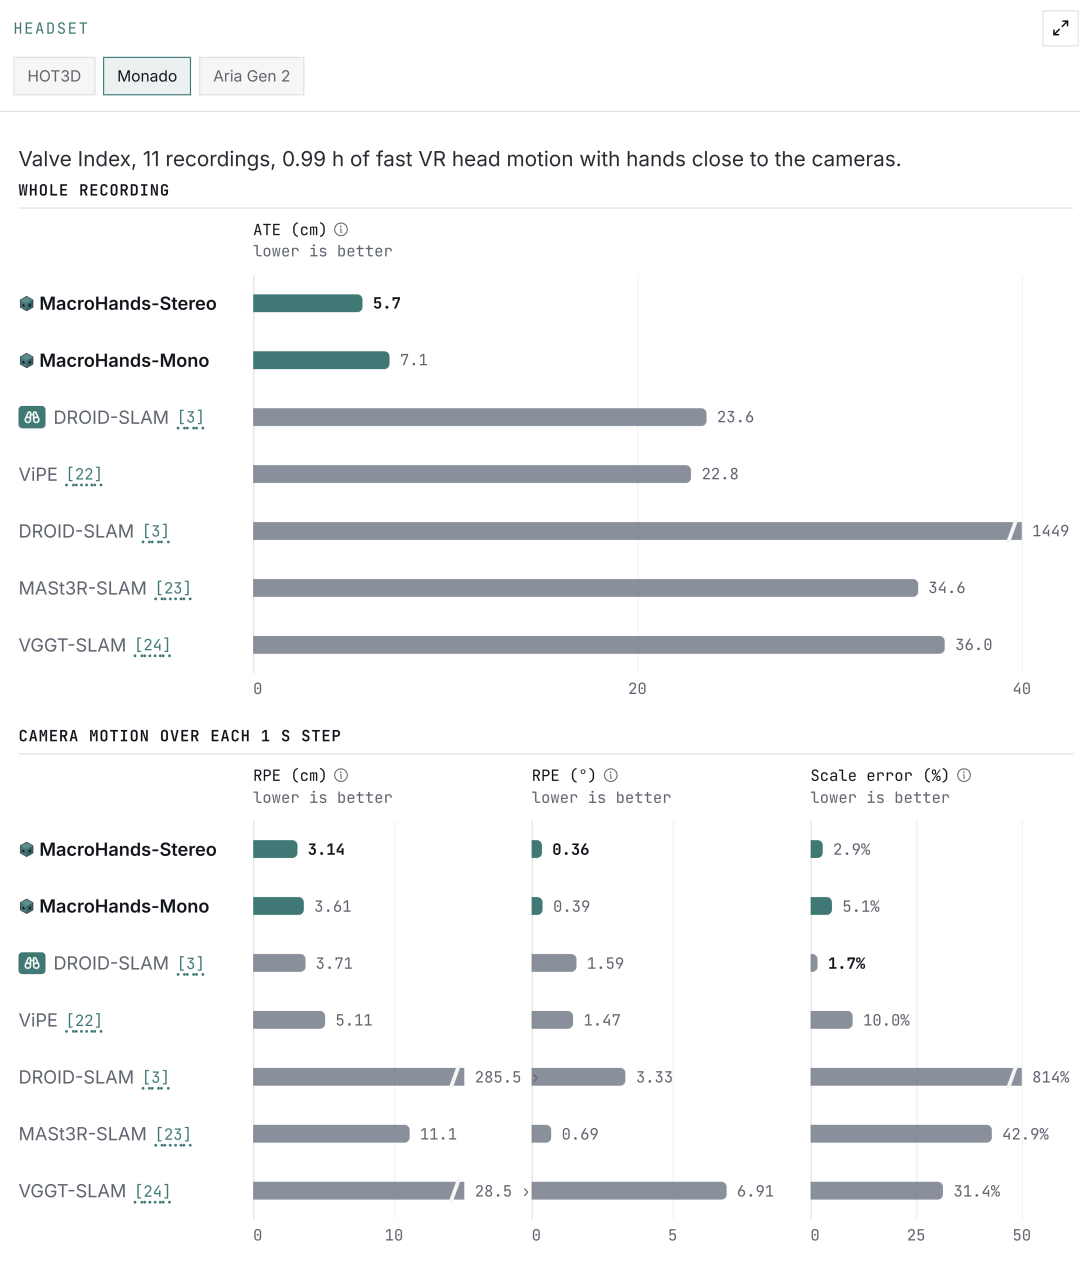 HEADSET
HOT3D Monado Aria Gen 2
Valve Index, 11 recordings, 0.99 h of fast VR head motion with hands close to the cameras.
WHOLE RECORDING
ATE (cm)
lower is better
MacroHands-Stereo 5.7
MacroHands-Mono 7.1
DROID-SLAM [3] 23.6
ViPE [22] 22.8
DROID-SLAM [3] 1449
MASt3R-SLAM [23] 34.6
VGGT-SLAM [24] 36.0
0 20 40
CAMERA MOTION OVER EACH 1 S STEP
RPE (cm) RPE (°) Scale error (%)
lower is better lower is better lower is better
MacroHands-Stereo 3.14 0.36 2.9%
MacroHands-Mono 3.61 0.39 5.1%
DROID-SLAM [3] 3.71 1.59 1.7%
ViPE [22] 5.11 1.47 10.0%
DROID-SLAM [3] 285.5 › 3.33 814%
MASt3R-SLAM [23] 11.1 0.69 42.9%
VGGT-SLAM [24] 28.5 › 6.91 31.4%
0 10 0 5 0 25 50